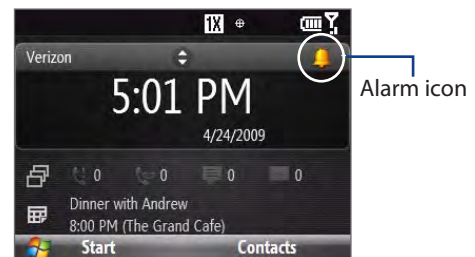 1X
Verizon
5:01 PM
4/24/2009
0 0 0 0
Dinner with Andrew
8:00 PM (The Grand Cafe)
Start Contacts
Alarm icon